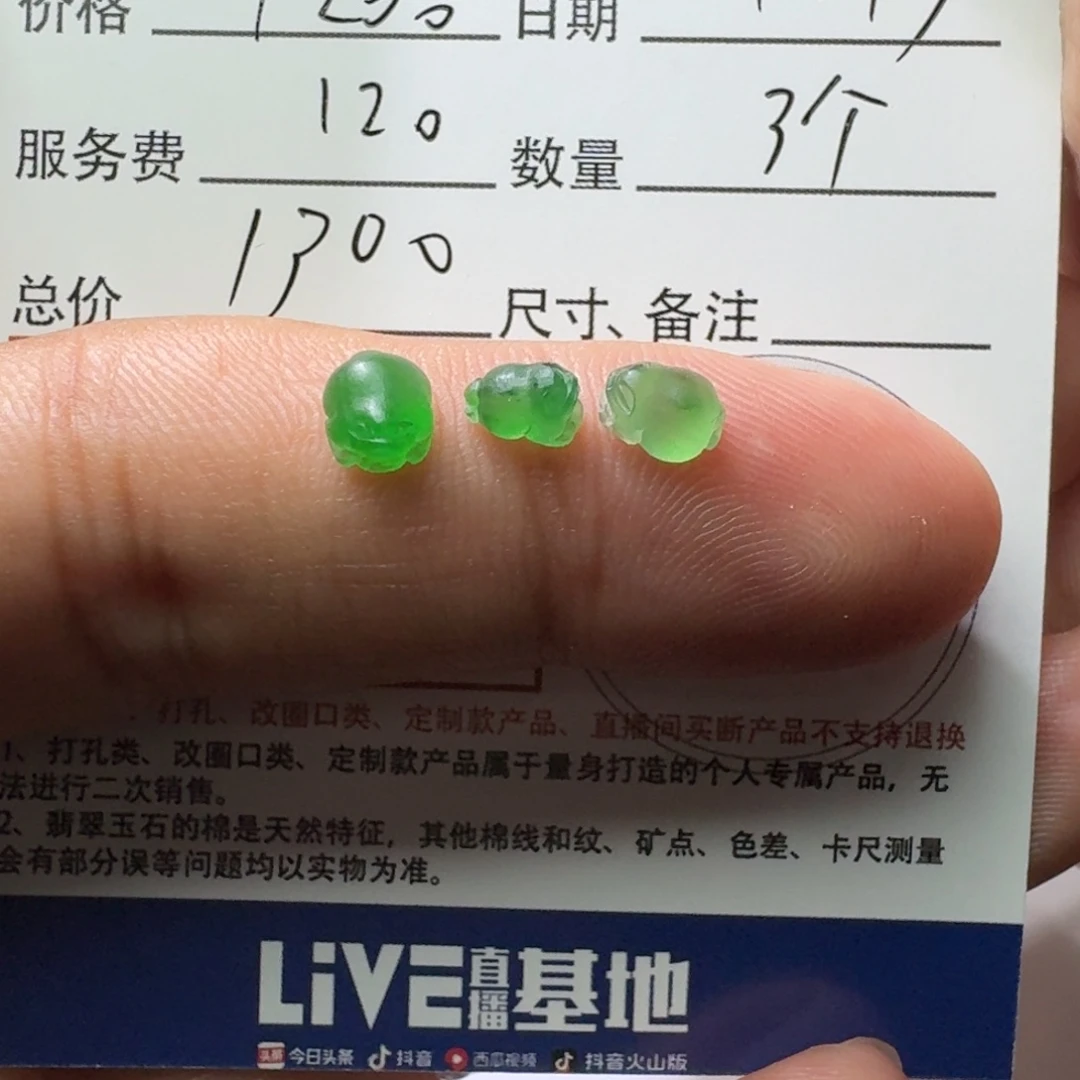 价格 1200 日期
服务费 120 数量 3个
总价 1300 尺寸、备注
打孔、改圈口类、定制款产品、直播间买断产品不支持退换
1、打孔类、改圈口类、定制款产品属于量身打造的个人专属产品，无
法进行二次销售。
2、翡翠玉石的棉是天然特征，其他棉线和纹、矿点、色差、卡尺测量
会有部分误等问题均以实物为准。
LiVE直播基地
头条 今日头条 抖音 西瓜视频 抖音火山版